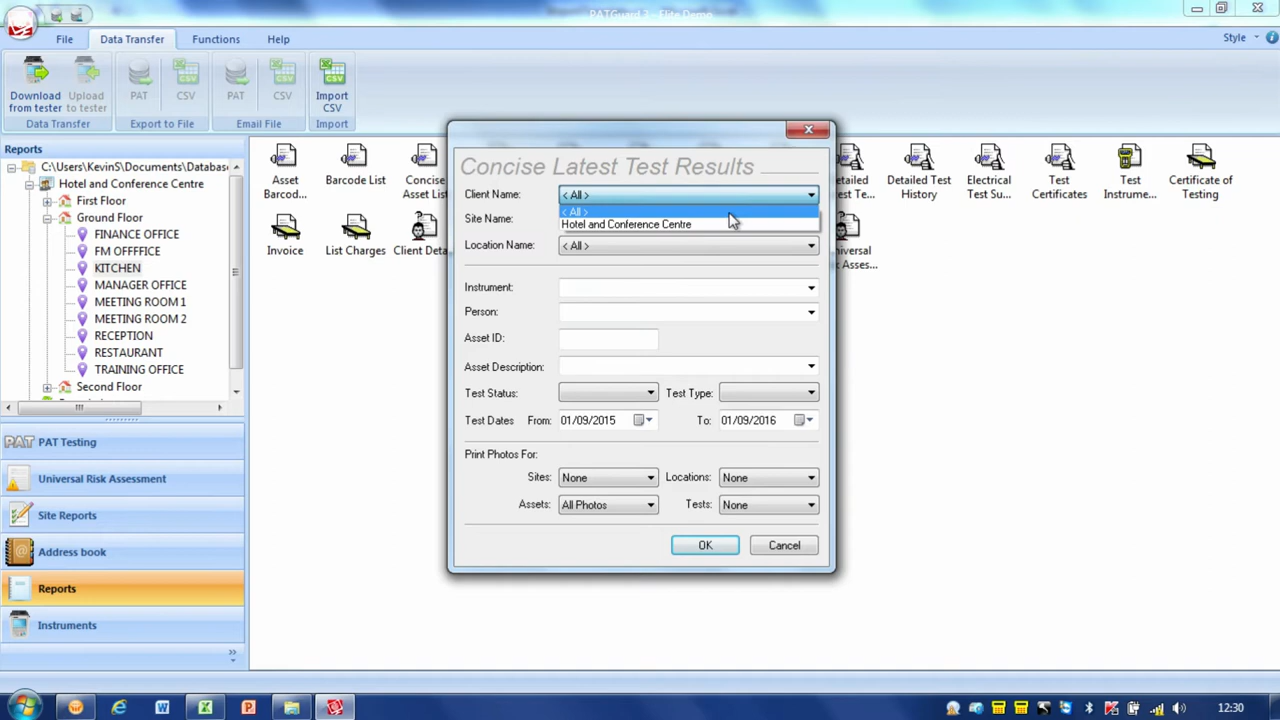 PATGuard 3 - Elite Demo
File
Data Transfer
Functions
Help
Style
Download
from tester
Upload
to tester
PAT
CSV
PAT
CSV
Import
CSV
Data Transfer
Export to File
Email File
Import
Reports
C:\Users\KevinS\Documents\Databas
Hotel and Conference Centre
First Floor
Ground Floor
FINANCE OFFICE
FM OFFFFICE
KITCHEN
MANAGER OFFICE
MEETING ROOM 1
MEETING ROOM 2
RECEPTION
RESTAURANT
TRAINING OFFICE
Second Floor
PAT Testing
Universal Risk Assessment
Site Reports
Address book
Reports
Instruments
Asset
Barcod...
Barcode List
Concise
Asset List
Detailed Test
History
Electrical
Test Su...
Test
Certificates
Test
Instrume...
Certificate of
Testing
Invoice
List Charges
Client Deta
Concise Latest Test Results
Client Name:
< All >
< All >
Hotel and Conference Centre
Site Name:
Location Name:
< All >
Instrument:
Person:
Asset ID:
Asset Description:
Test Status:
Test Type:
Test Dates
From:
01/09/2015
To:
01/09/2016
Print Photos For:
Sites:
None
Locations:
None
Assets:
All Photos
Tests:
None
OK
Cancel
12:30